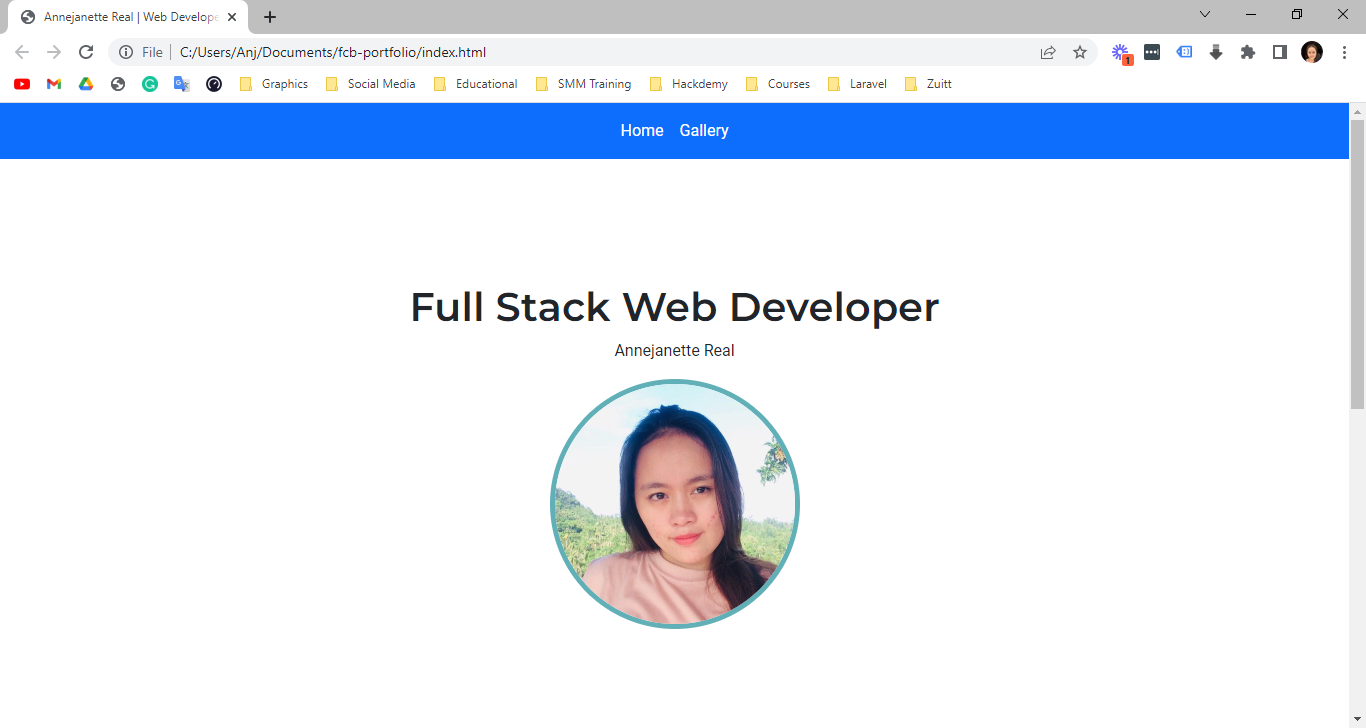 Annejanette Real | Web Develope
File C:/Users/Anj/Documents/fcb-portfolio/index.html
1
Graphics Social Media Educational SMM Training Hackdemy Courses Laravel Zuitt
Home Gallery
Full Stack Web Developer
Annejanette Real